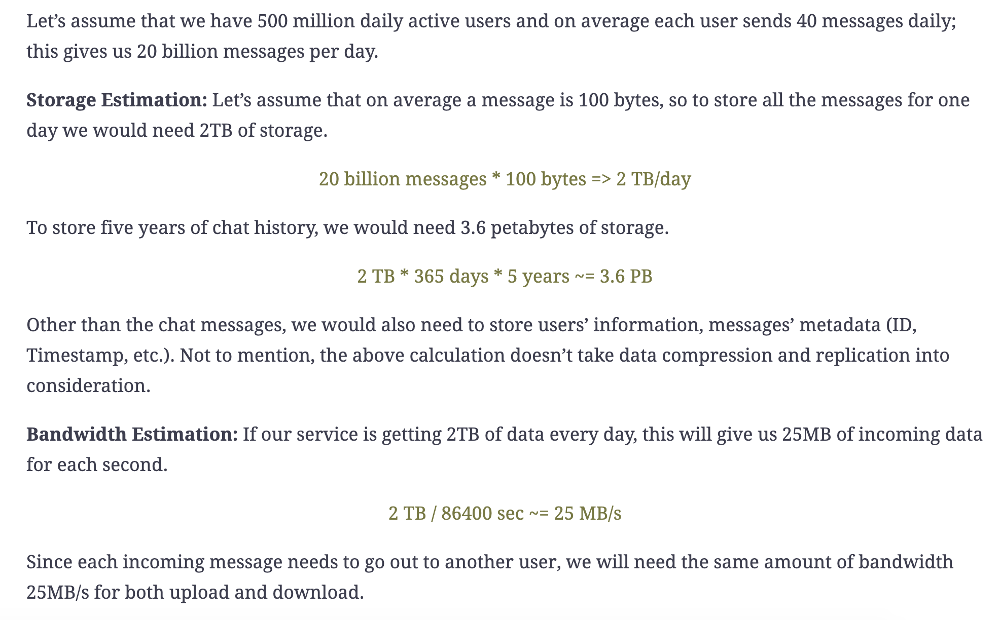 Let’s assume that we have 500 million daily active users and on average each user sends 40 messages daily;
this gives us 20 billion messages per day.
Storage Estimation: Let’s assume that on average a message is 100 bytes, so to store all the messages for one
day we would need 2TB of storage.
20 billion messages * 100 bytes => 2 TB/day
To store five years of chat history, we would need 3.6 petabytes of storage.
2 TB * 365 days * 5 years ~= 3.6 PB
Other than the chat messages, we would also need to store users’ information, messages’ metadata (ID,
Timestamp, etc.). Not to mention, the above calculation doesn’t take data compression and replication into
consideration.
Bandwidth Estimation: If our service is getting 2TB of data every day, this will give us 25MB of incoming data
for each second.
2 TB / 86400 sec ~= 25 MB/s
Since each incoming message needs to go out to another user, we will need the same amount of bandwidth
25MB/s for both upload and download.